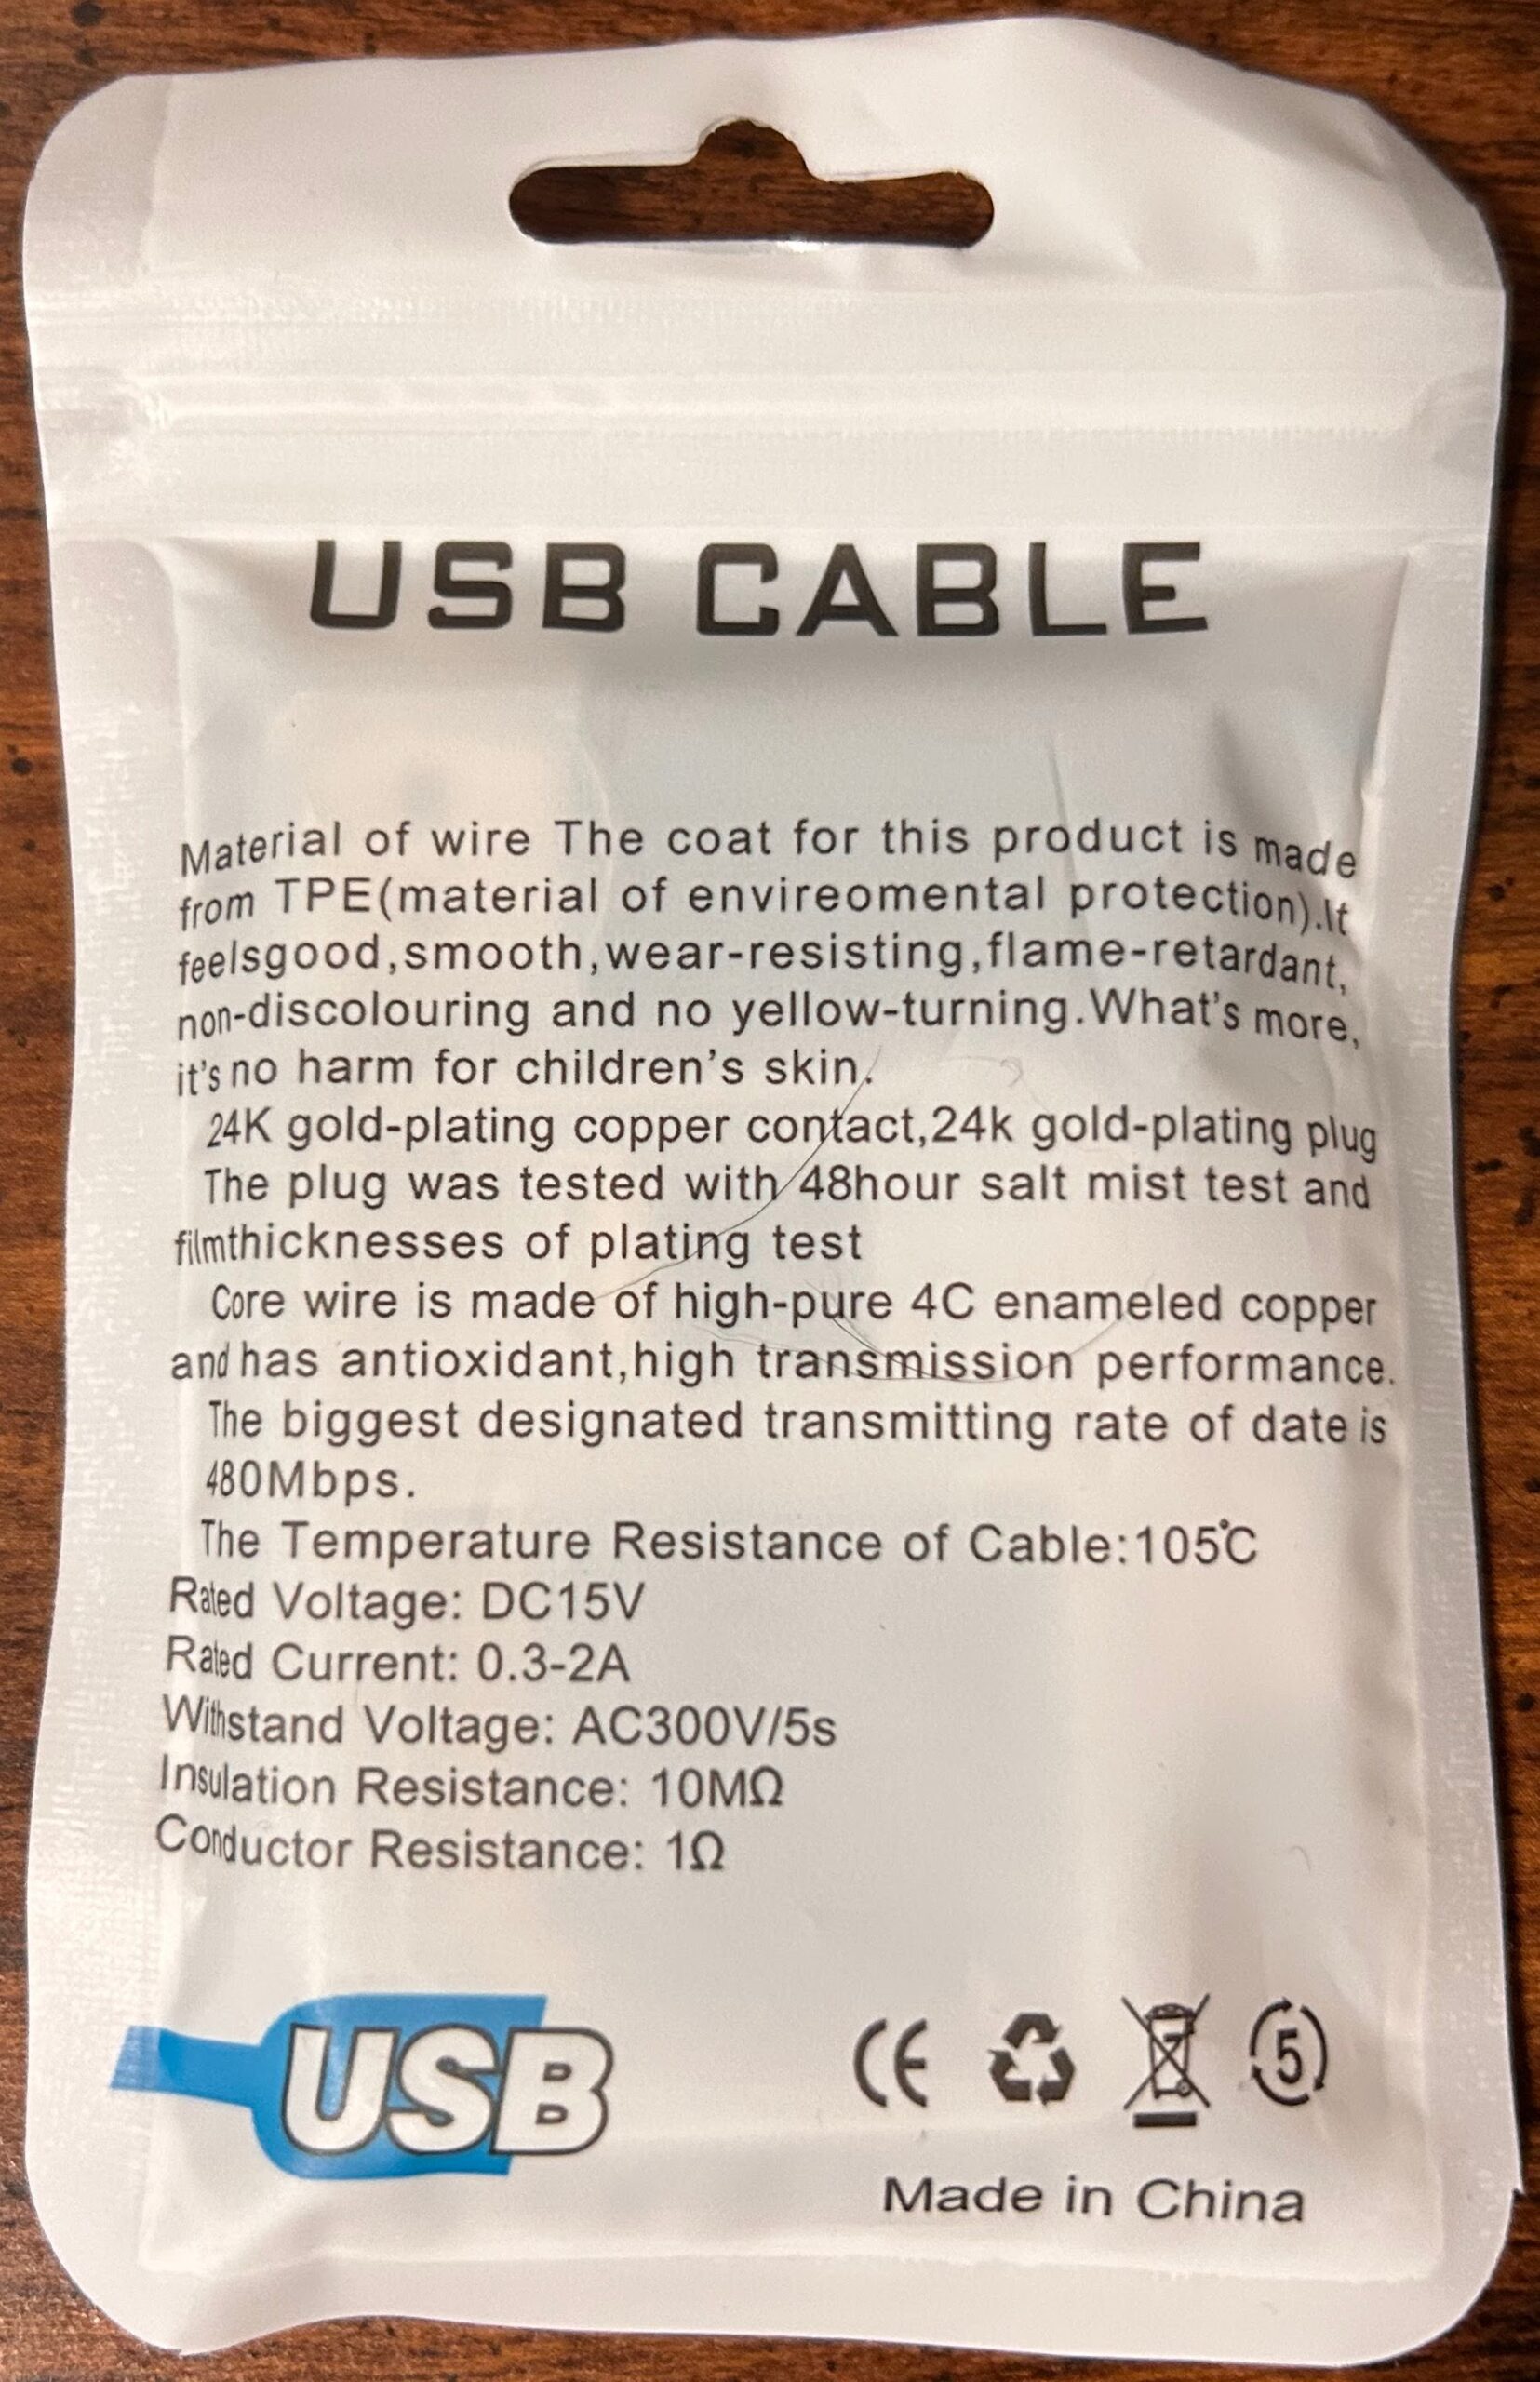 USB CABLE
Material of wire The coat for this product is made
from TPE(material of envireomental protection).It
feelsgood,smooth,wear-resisting,flame-retardant,
non-discolouring and no yellow-turning.What's more,
it's no harm for children's skin.
24K gold-plating copper contact,24k gold-plating plug
The plug was tested with 48hour salt mist test and
filmthicknesses of plating test
Core wire is made of high-pure 4C enameled copper
and has antioxidant,high transmission performance.
The biggest designated transmitting rate of date is
480Mbps.
The Temperature Resistance of Cable:105℃
Rated Voltage: DC15V
Rated Current: 0.3-2A
Withstand Voltage: AC300V/5s
Insulation Resistance: 10MΩ
Conductor Resistance: 1Ω
USB
CE 5
Made in China